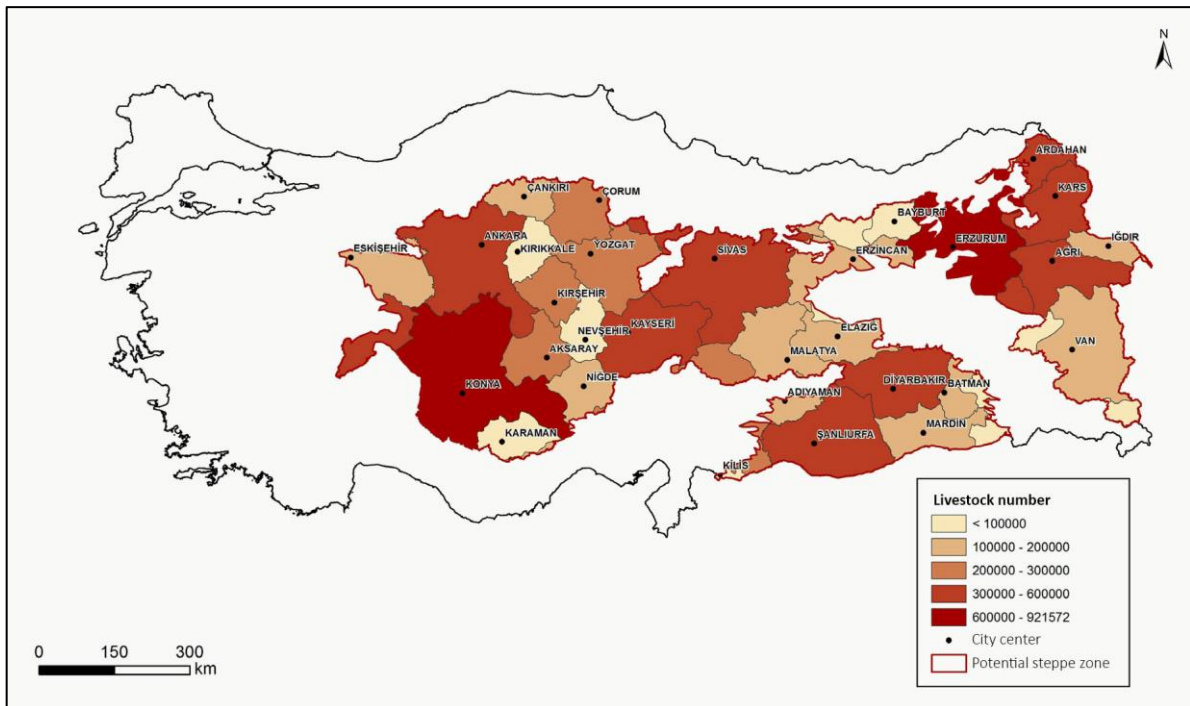 N
ARDAHAN
ÇANKIRI
ÇORUM
KARS
BAYBURT
ANKARA
KIRIKKALE
YOZGAT
SİVAS
ERZURUM
IĞDIR
ESKİŞEHİR
ERZİNCAN
AĞRI
KIRŞEHİR
NEVŞEHİR
KAYSERİ
ELAZIĞ
VAN
AKSARAY
MALATYA
NİĞDE
DİYARBAKIR
BATMAN
KONYA
ADIYAMAN
MARDİN
KARAMAN
ŞANLIURFA
KİLİS
Livestock number
< 100000
100000 - 200000
200000 - 300000
300000 - 600000
600000 - 921572
City center
Potential steppe zone
0 150 300
km